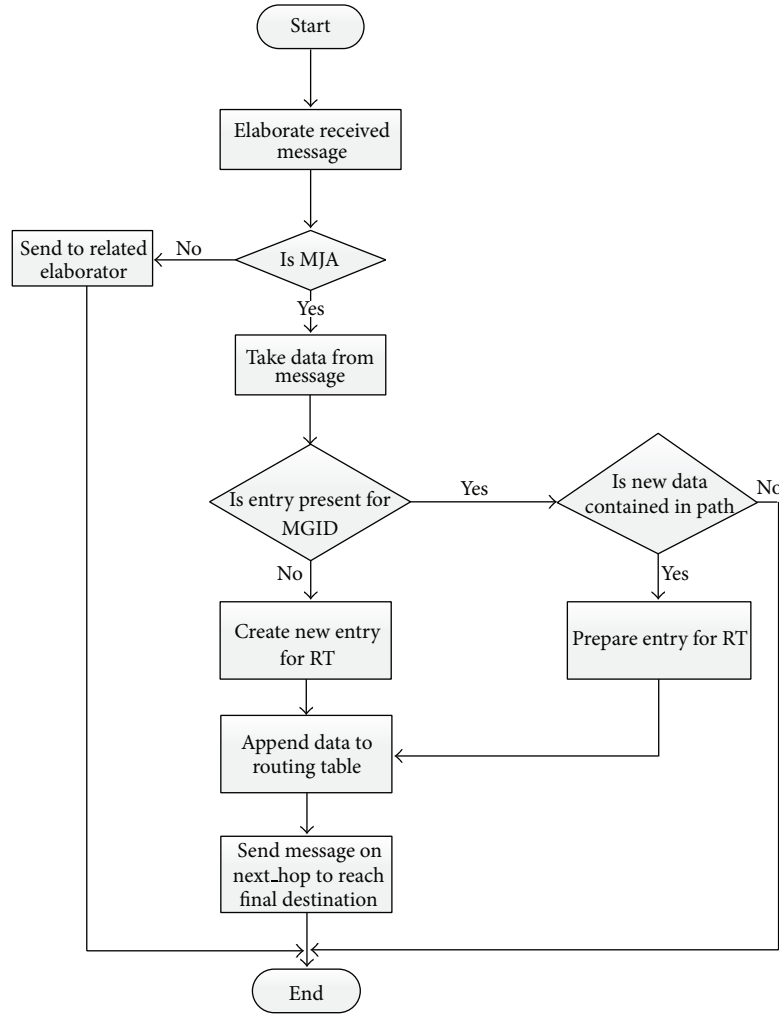 Start
Elaborate received
message
Send to related
elaborator
No
Is MJA
Yes
Take data from
message
Is entry present for
MGID
Yes
Is new data
contained in path
No
No
Yes
Create new entry
for RT
Prepare entry for RT
Append data to
routing table
Send message on
next_hop to reach
final destination
End